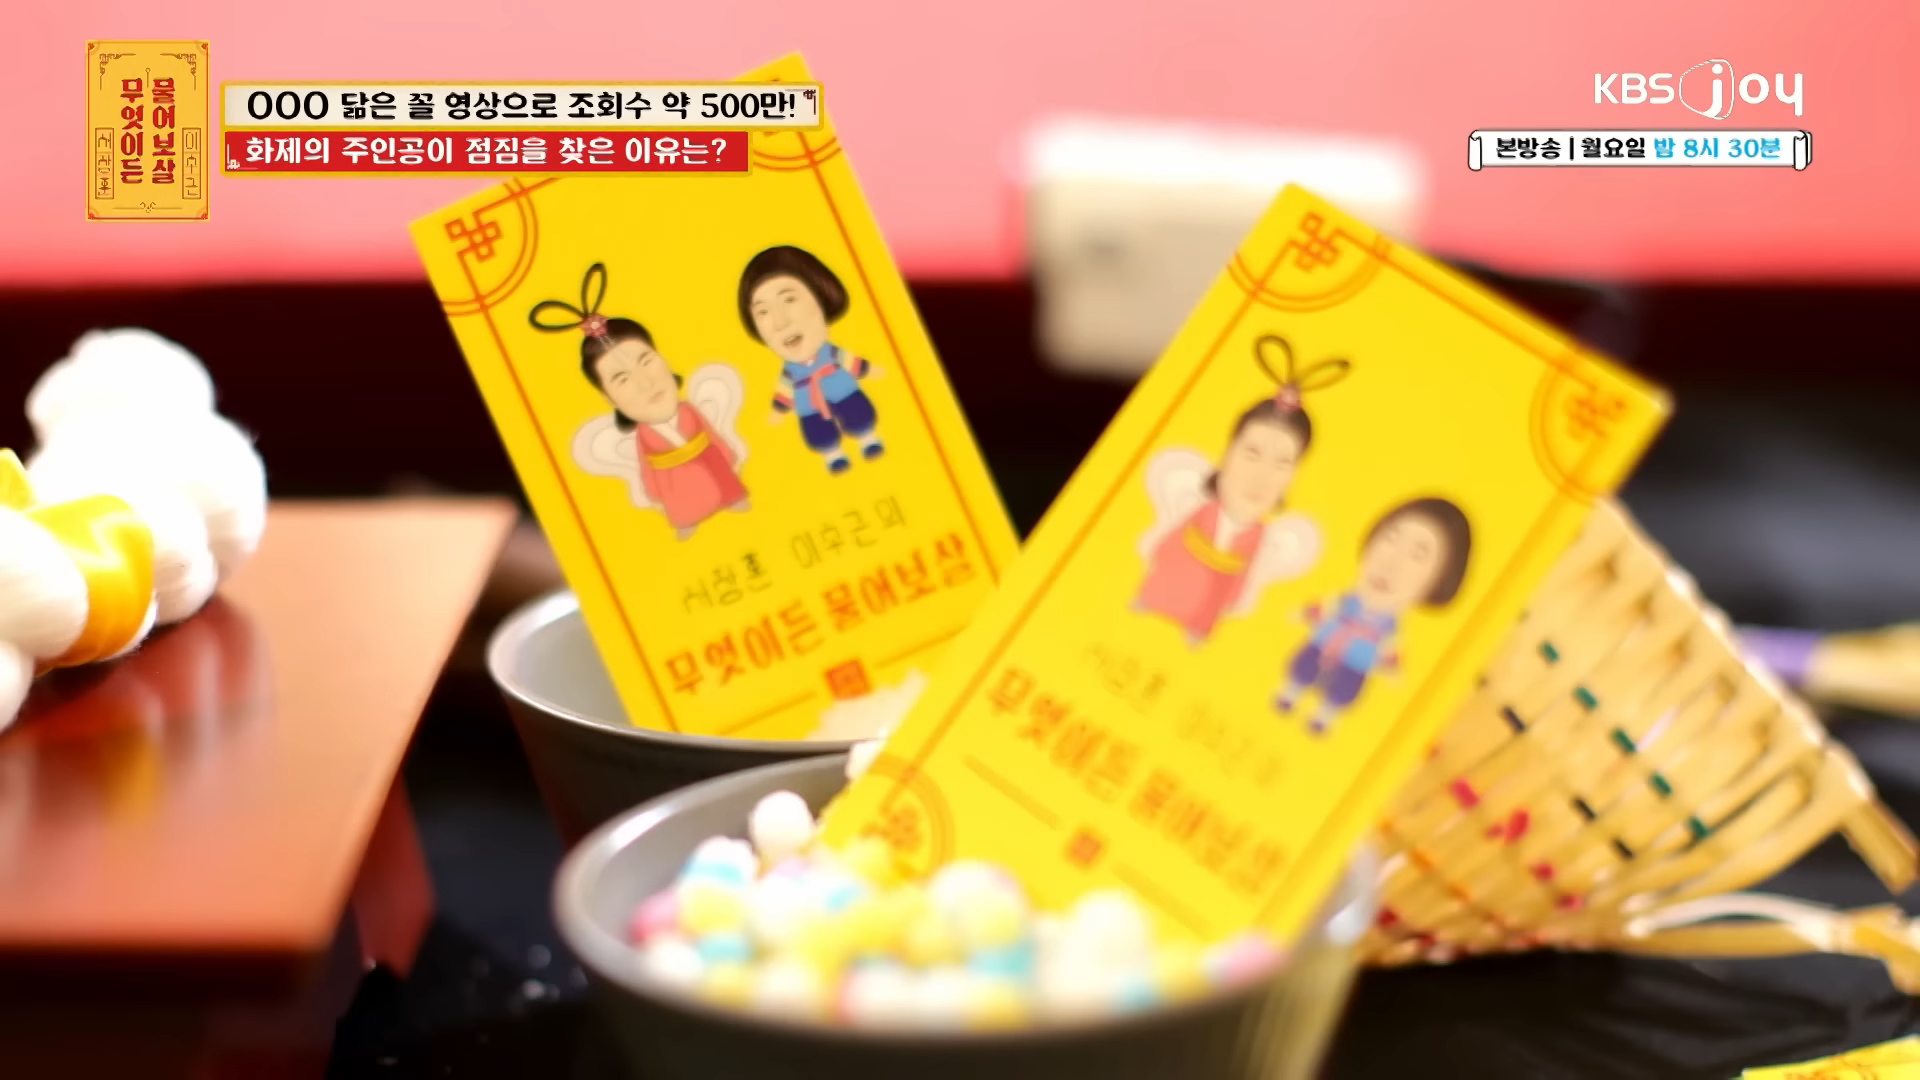 무엇이든
물어보살
서장훈
이수근
OOO 닮은 꼴 영상으로 조회수 약 500만!
화제의 주인공이 점짐을 찾은 이유는?
KBS joy
본방송 | 월요일 밤 8시 30분
서장훈 이수근의
무엇이든 물어보살
무엇이든 물어보살